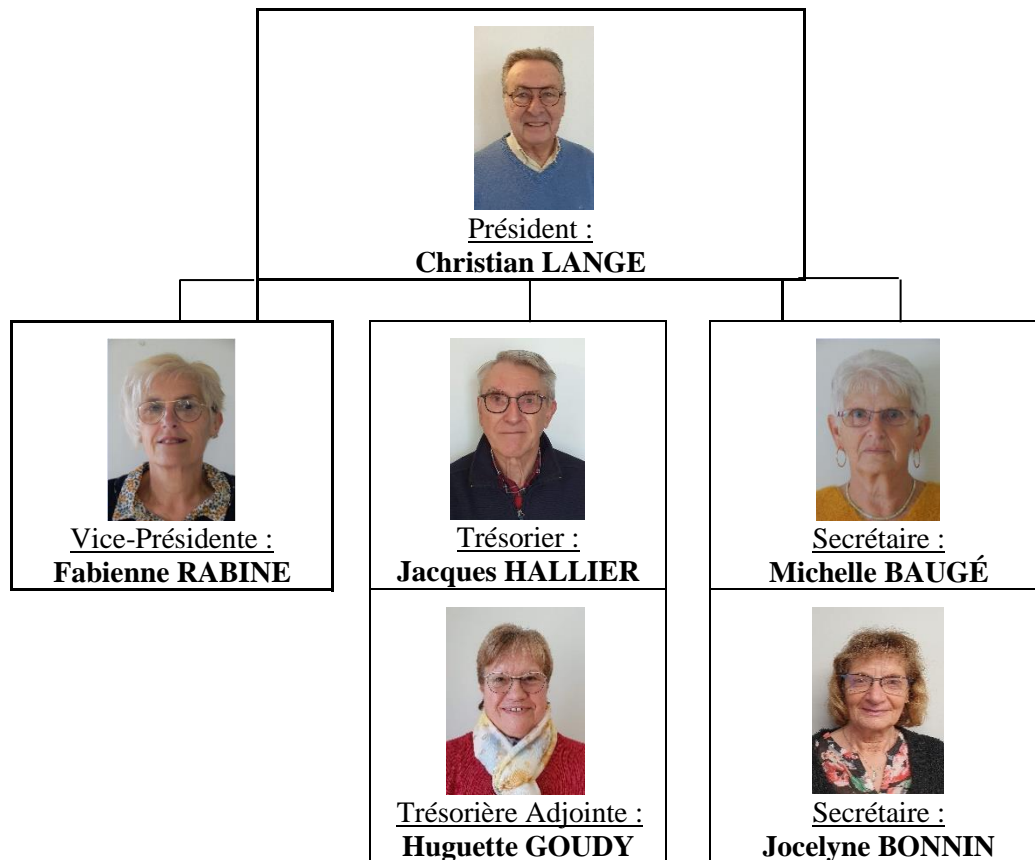 Président :
Christian LANGE
Vice-Présidente :
Fabienne RABINE
Trésorier :
Jacques HALLIER
Secrétaire :
Michelle BAUGÉ
Trésorière Adjointe :
Huguette GOUDY
Secrétaire :
Jocelyne BONNIN